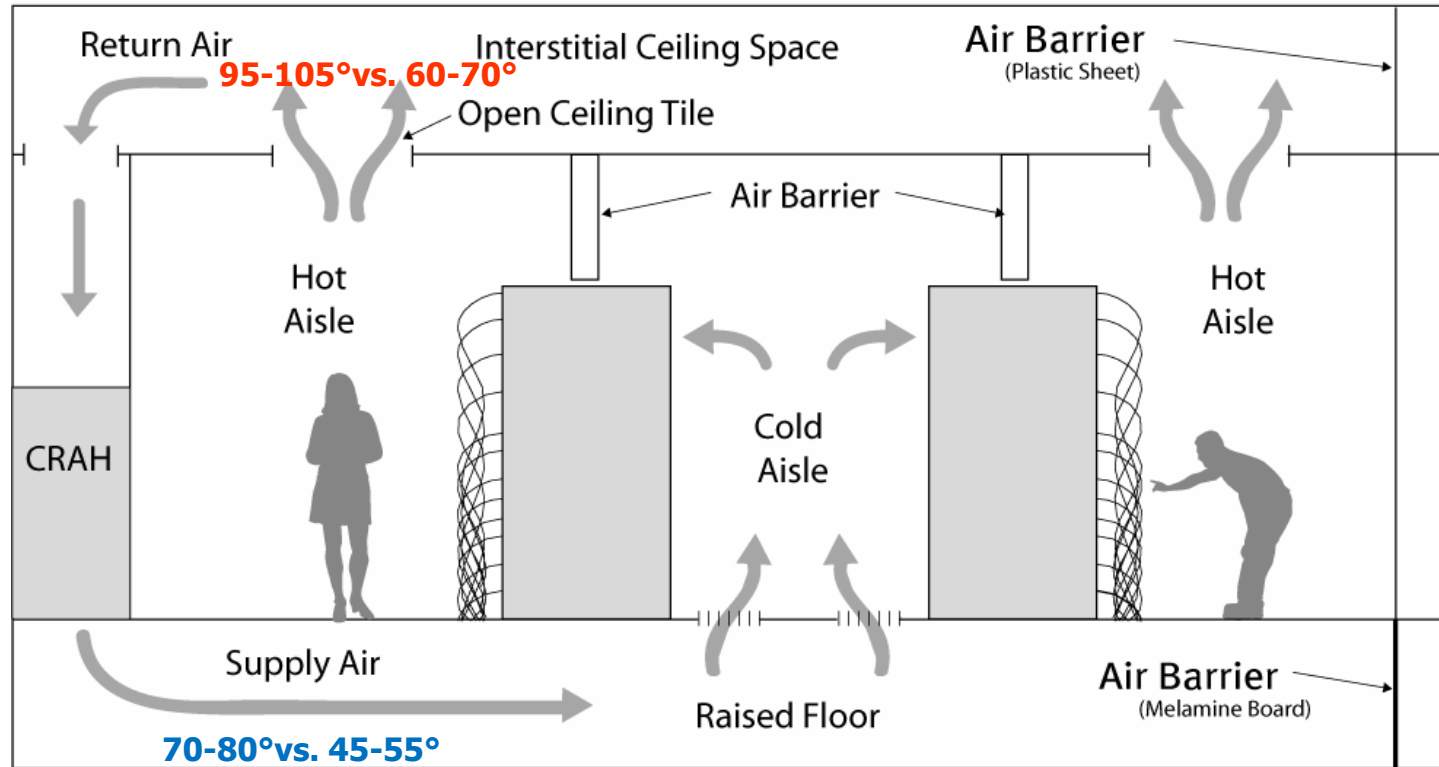 Return Air
95-105°vs. 60-70°
Interstitial Ceiling Space
Open Ceiling Tile
Air Barrier
(Plastic Sheet)
Air Barrier
Hot
Aisle
Hot
Aisle
CRAH
Cold
Aisle
Supply Air
70-80°vs. 45-55°
Raised Floor
Air Barrier
(Melamine Board)